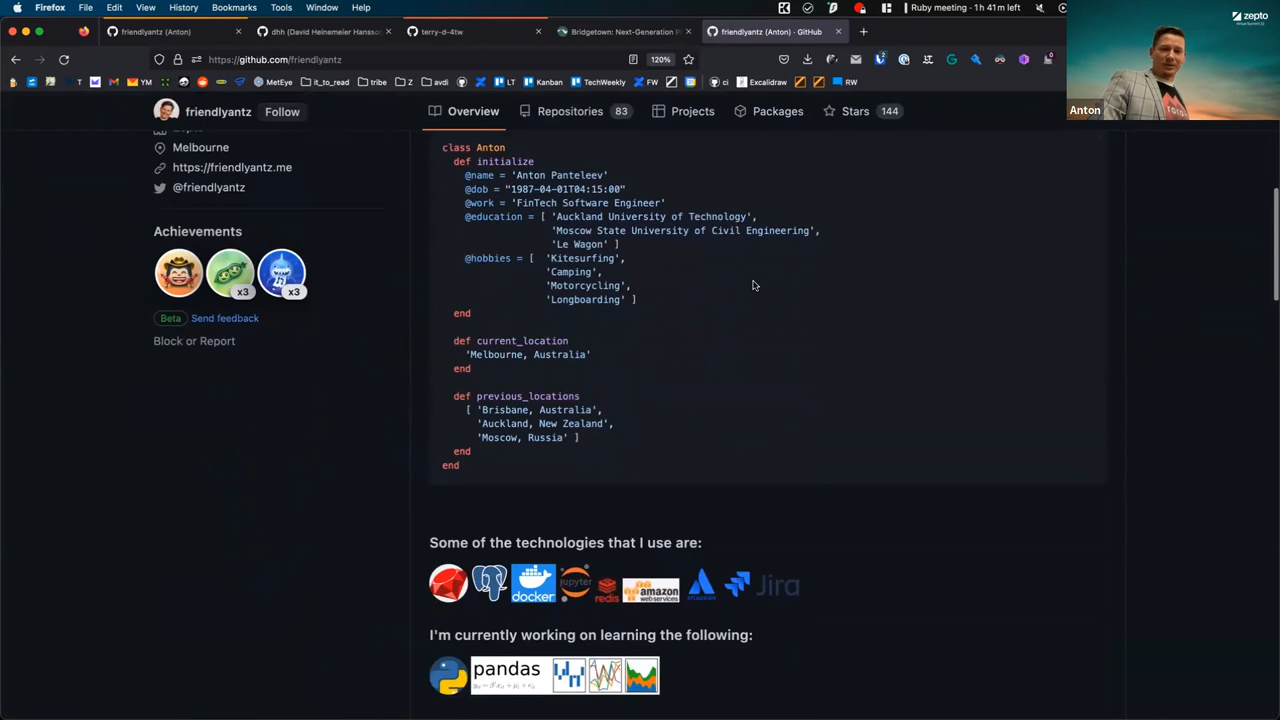 Firefox File Edit View History Bookmarks Tools Window Help
Ruby meeting - 1h 41m left
zepto
friendlyantz (Anton)
dhh (David Heinemeier Hansso
terry-d-4tw
Bridgetown: Next-Generation P
friendlyantz (Anton) · GitHub
https://github.com/friendlyantz
120%
MetEye it_to_read tribe Z YM avdi LT Kanban TechWeekly FW ci Excalidraw RW
Anton
friendlyantz Follow
Overview Repositories 83 Projects Packages Stars 144
Melbourne
https://friendlyantz.me
@friendlyantz
Achievements
x3
x3
Beta Send feedback
Block or Report
class Anton
def initialize
@name = 'Anton Panteleev'
@dob = "1987-04-01T04:15:00"
@work = 'FinTech Software Engineer'
@education = [ 'Auckland University of Technology',
'Moscow State University of Civil Engineering',
'Le Wagon' ]
@hobbies = [ 'Kitesurfing',
'Camping',
'Motorcycling',
'Longboarding' ]
end
def current_location
'Melbourne, Australia'
end
def previous_locations
[ 'Brisbane, Australia',
'Auckland, New Zealand',
'Moscow, Russia' ]
end
end
Some of the technologies that I use are:
docker jupyter redis amazon web services ATLASSIAN Jira
I'm currently working on learning the following:
pandas